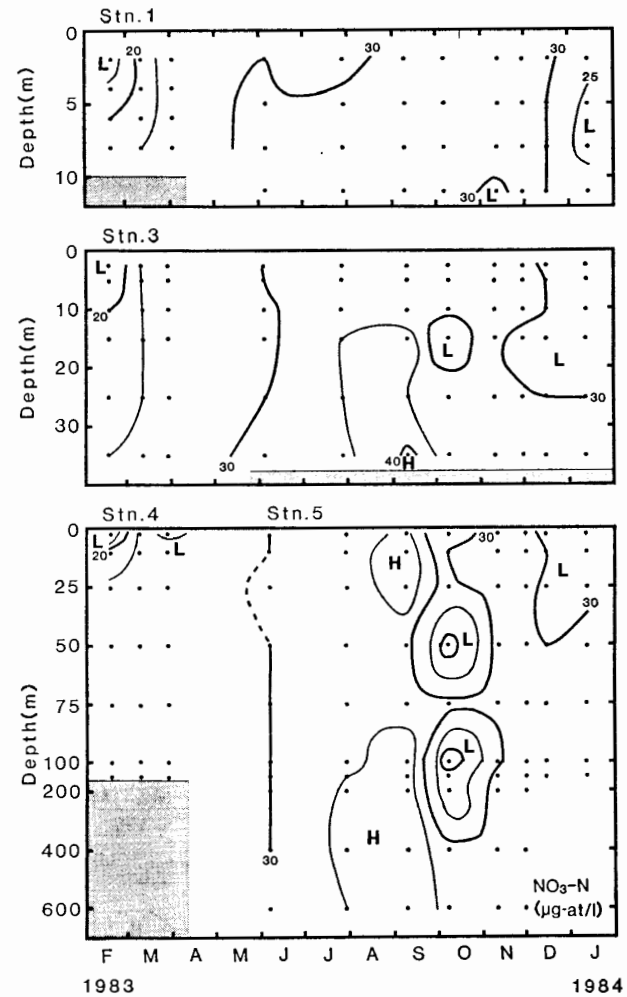 Stn.1
0
5
10
Depth(m)
L
20
30
30
25
L
30
L
Stn.3
0
10
20
30
Depth(m)
L
20
30
40
H
L
L
30
Stn.4 Stn.5
0
25
50
75
100
200
400
600
Depth(m)
L
20
L
30
H
30
L
L
30
L
H
NO₃-N
(µg-at/l)
F M A M J J A S O N D J
1983 1984